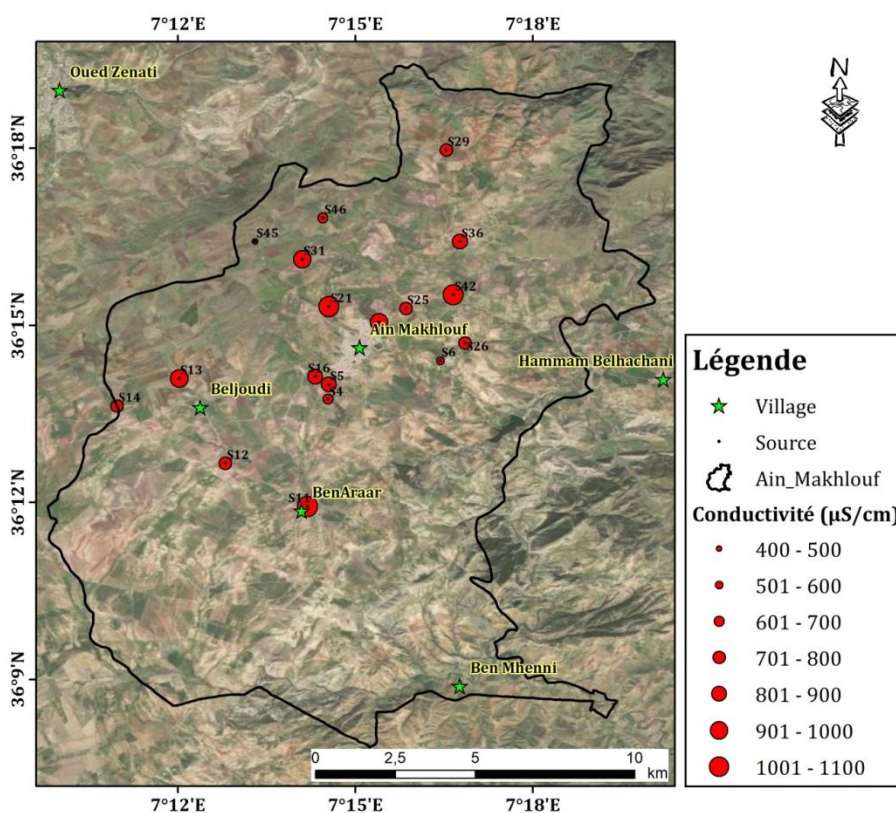 7°12'E 7°15'E 7°18'E
N
Oued Zenati
36°18'N
S29
S46
S45
S36
S31
S42
S21
S25
36°15'N
Ain Makhlouf
S26
S6
Hammam Belhachani
S16
S13
S5
Beljoudi
S4
S14
S12
36°12'N
S11
BenAraar
Ben Mhenni
36°9'N
0 2,5 5 10
km
7°12'E 7°15'E 7°18'E
Légende
Village
Source
Ain_Makhlouf
Conductivité (µS/cm)
400 - 500
501 - 600
601 - 700
701 - 800
801 - 900
901 - 1000
1001 - 1100